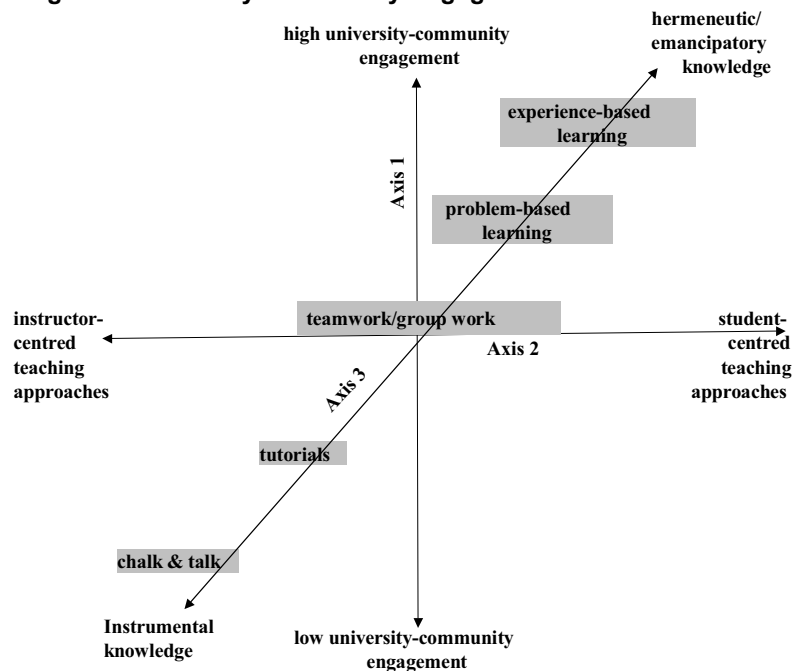 high university-community
engagement
hermeneutic/
emancipatory
knowledge
experience-based
learning
Axis 1
problem-based
learning
instructor-
centred
teaching
approaches
teamwork/group work
student-
centred
teaching
approaches
Axis 2
Axis 3
tutorials
chalk & talk
Instrumental
knowledge
low university-community
engagement